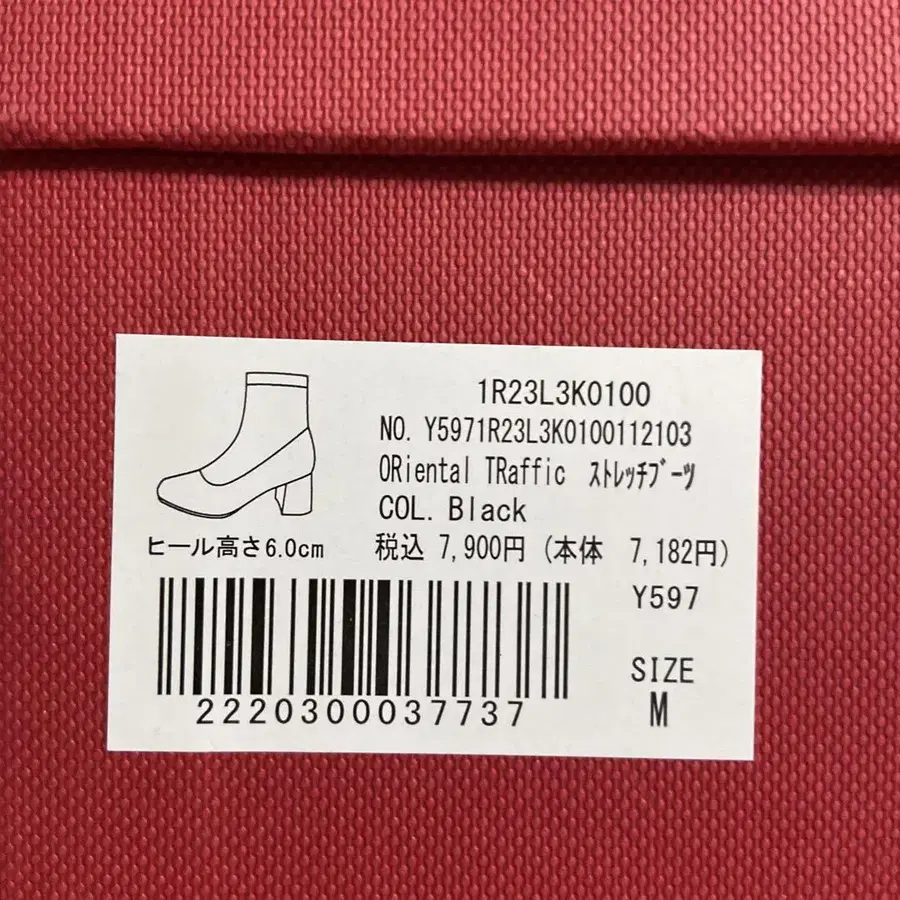 1R23L3K0100
NO. Y5971R23L3K0100112103
ORiental TRaffic ｽﾄﾚｯﾁﾌﾞｰﾂ
COL. Black
ヒール高さ6.0cm
税込 7,900円 (本体 7,182円)
Y597
SIZE
M
2220300037737